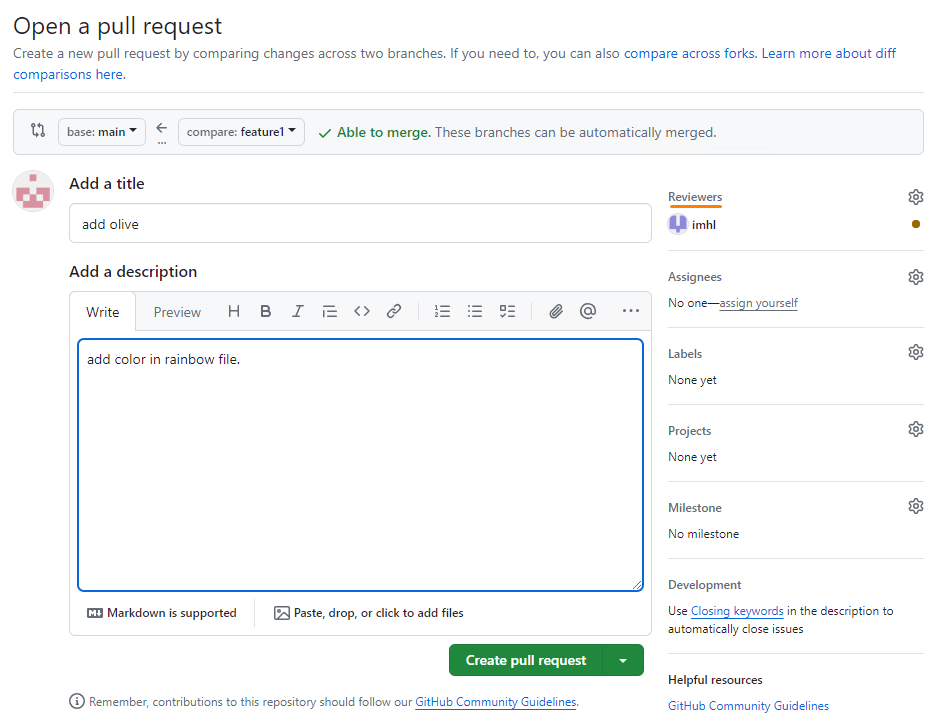 Open a pull request
Create a new pull request by comparing changes across two branches. If you need to, you can also compare across forks. Learn more about diff
comparisons here.
base: main
compare: feature1
Able to merge. These branches can be automatically merged.
Add a title
add olive
Add a description
Write
Preview
add color in rainbow file.
Markdown is supported
Paste, drop, or click to add files
Create pull request
Remember, contributions to this repository should follow our GitHub Community Guidelines.
Reviewers
imhl
Assignees
No one—assign yourself
Labels
None yet
Projects
None yet
Milestone
No milestone
Development
Use Closing keywords in the description to
automatically close issues
Helpful resources
GitHub Community Guidelines